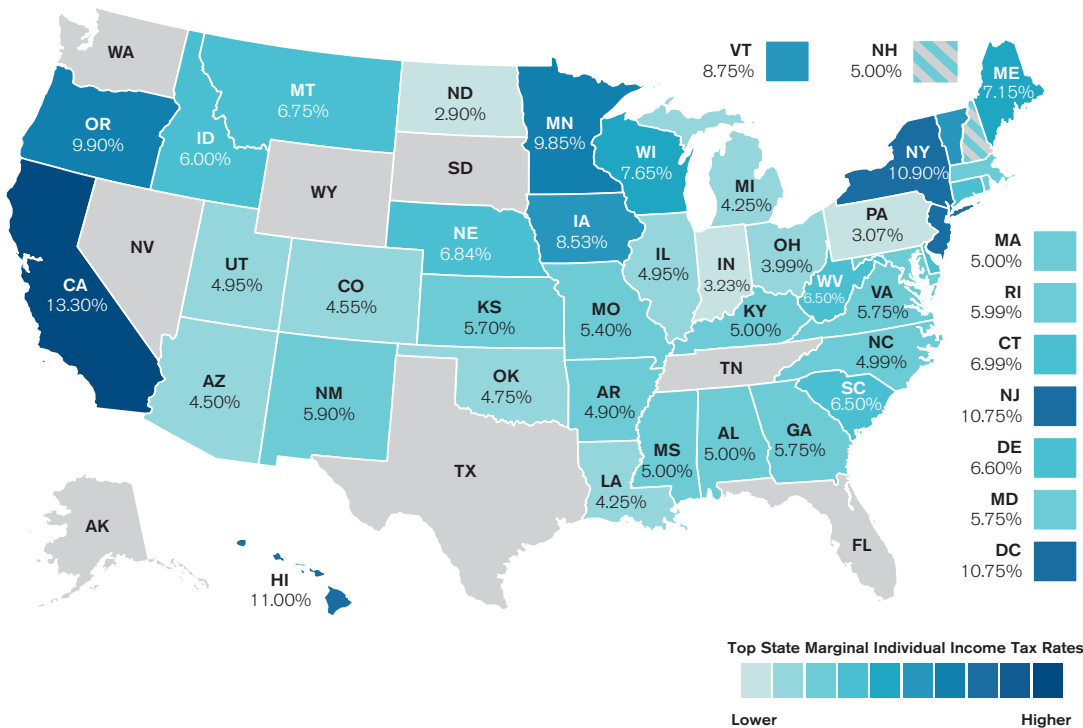 WA
VT
8.75%
NH
5.00%
ME
7.15%
MT
6.75%
ND
2.90%
OR
9.90%
ID
6.00%
MN
9.85%
WI
7.65%
NY
10.90%
SD
WY
MI
4.25%
PA
3.07%
IA
8.53%
NE
6.84%
NV
UT
4.95%
CO
4.55%
IL
4.95%
IN
3.23%
OH
3.99%
MA
5.00%
CA
13.30%
WV
6.50%
VA
5.75%
RI
5.99%
KS
5.70%
MO
5.40%
KY
5.00%
CT
6.99%
NC
4.99%
TN
AZ
4.50%
NM
5.90%
OK
4.75%
AR
4.90%
SC
6.50%
NJ
10.75%
MS
5.00%
AL
5.00%
GA
5.75%
DE
6.60%
TX
LA
4.25%
MD
5.75%
AK
FL
DC
10.75%
HI
11.00%
Top State Marginal Individual Income Tax Rates
Lower
Higher